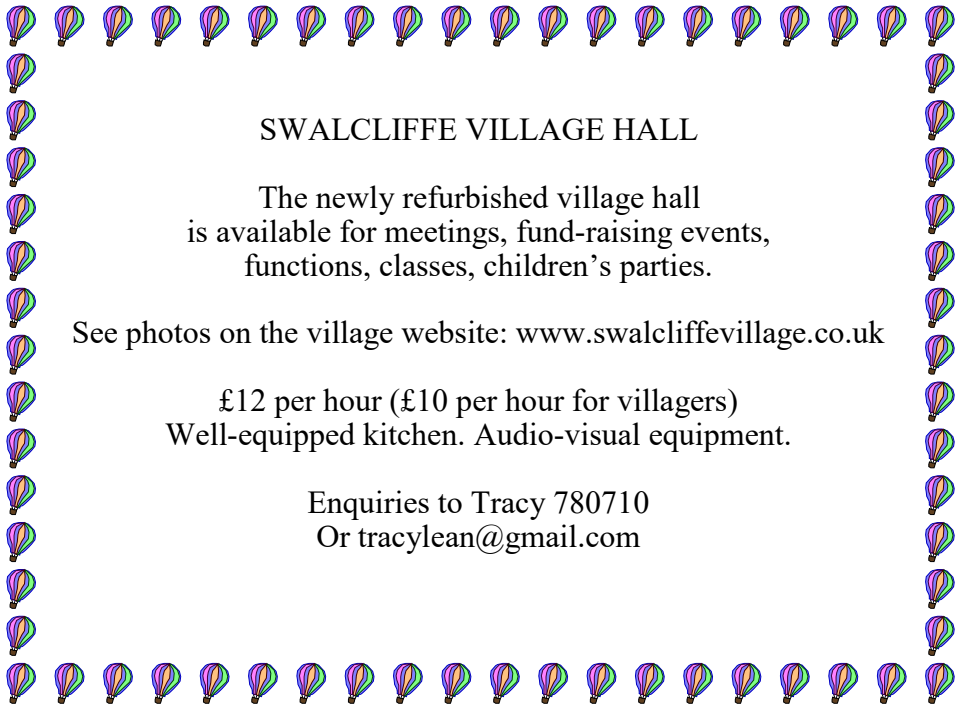 SWALCLIFFE VILLAGE HALL
The newly refurbished village hall
is available for meetings, fund-raising events,
functions, classes, children’s parties.
See photos on the village website: www.swalcliffevillage.co.uk
£12 per hour (£10 per hour for villagers)
Well-equipped kitchen. Audio-visual equipment.
Enquiries to Tracy 780710
Or tracylean@gmail.com